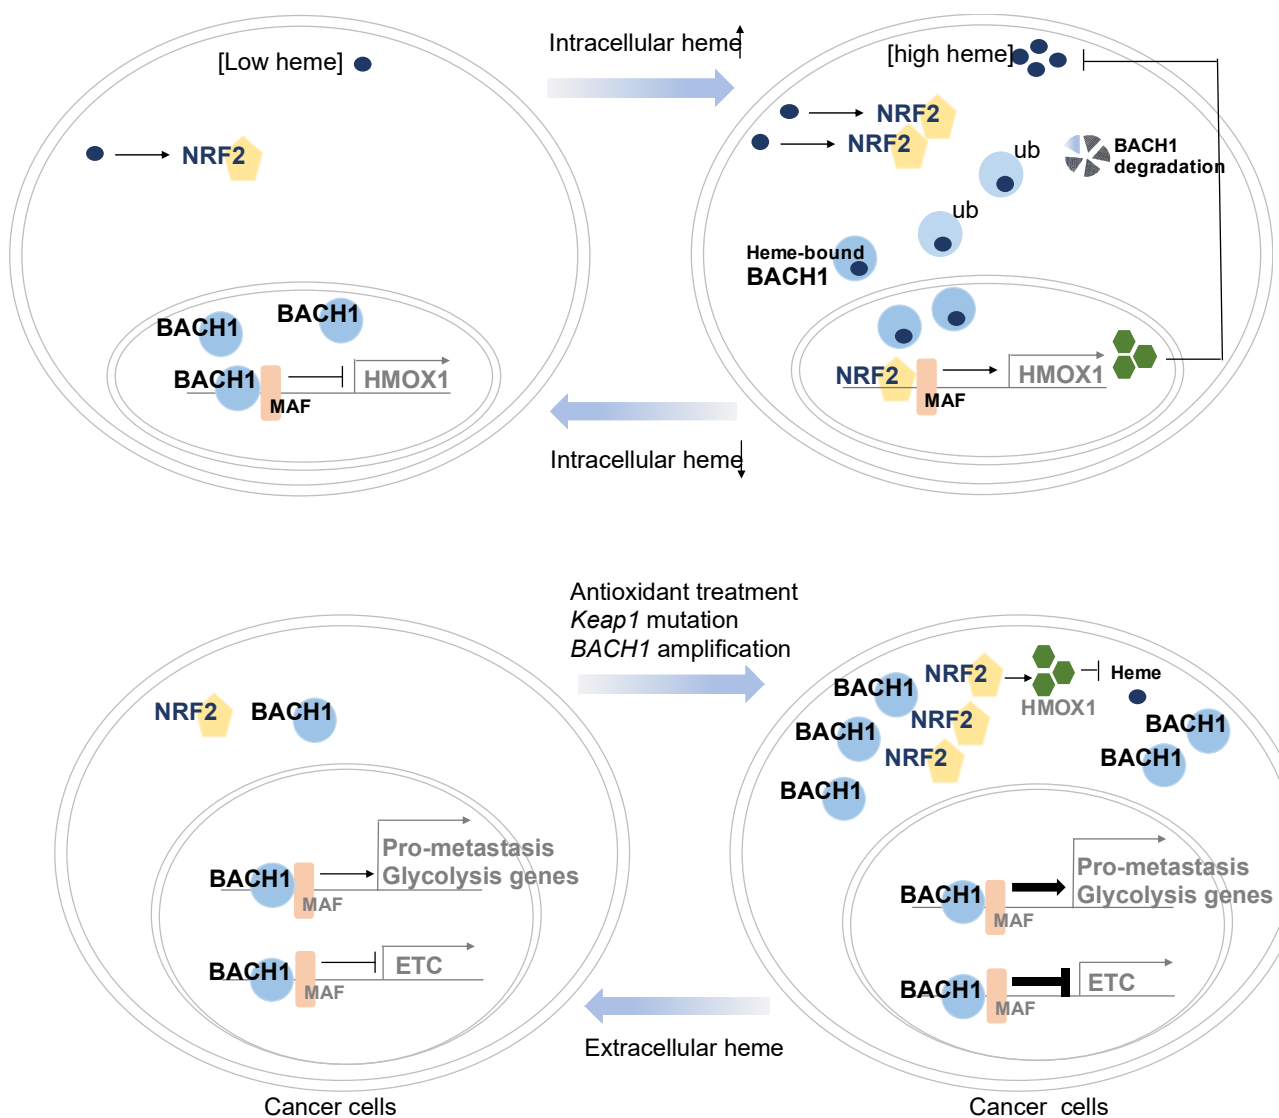 [Low heme]
NRF2
BACH1
BACH1
BACH1
MAF
HMOX1
Intracellular heme
Intracellular heme
[high heme]
NRF2
NRF2
ub
ub
BACH1
degradation
Heme-bound
BACH1
NRF2
MAF
HMOX1
Antioxidant treatment
Keap1 mutation
BACH1 amplification
NRF2
BACH1
BACH1
MAF
Pro-metastasis
Glycolysis genes
BACH1
MAF
ETC
Cancer cells
Extracellular heme
BACH1
NRF2
HMOX1
Heme
BACH1
NRF2
BACH1
NRF2
BACH1
BACH1
BACH1
MAF
Pro-metastasis
Glycolysis genes
BACH1
MAF
ETC
Cancer cells